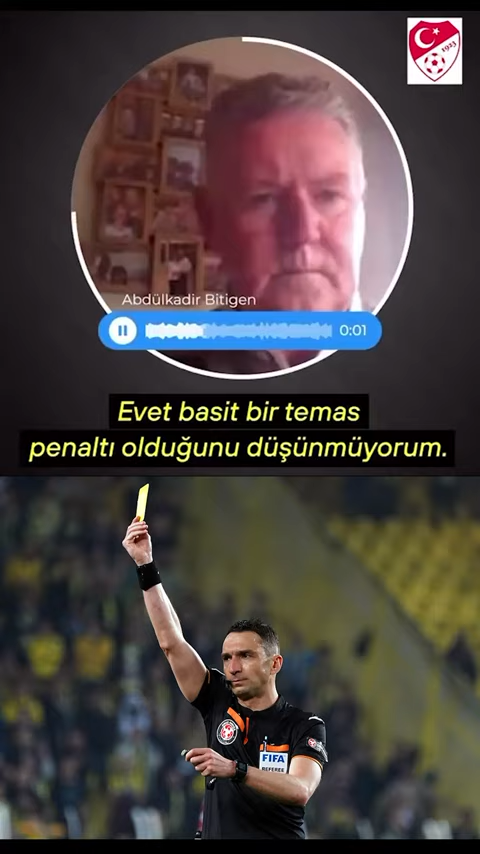 1923
Abdülkadir Bitigen
0:01
Evet basit bir temas
penaltı olduğunu düşünmüyorum.
FIFA
REFEREE